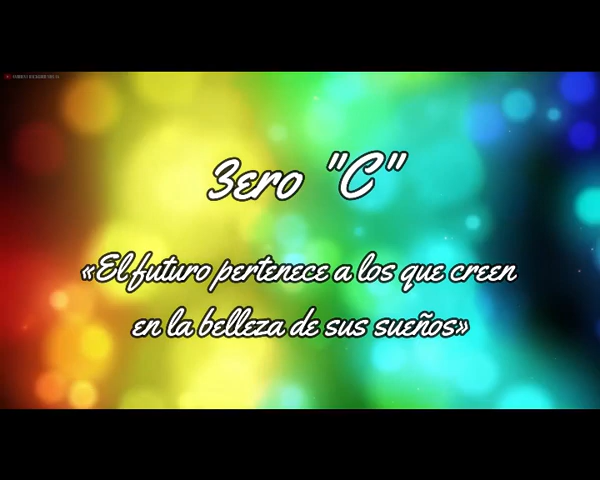 3ero "C"
«El futuro pertenece a los que creen
en la belleza de sus sueños»